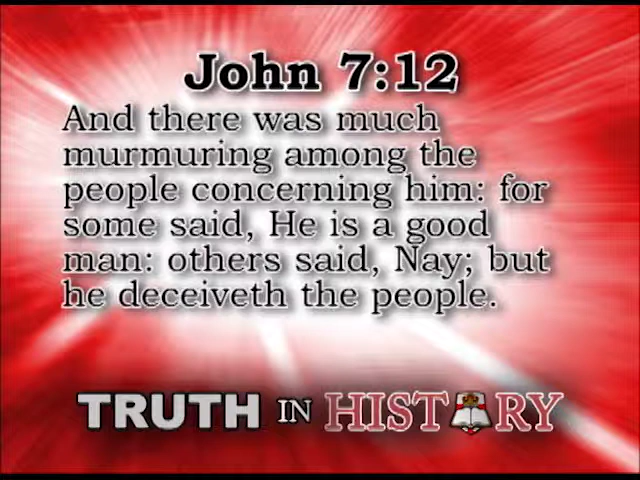 John 7:12
And there was much
murmuring among the
people concerning him: for
some said, He is a good
man: others said, Nay; but
he deceiveth the people.
TRUTH IN HISTORY